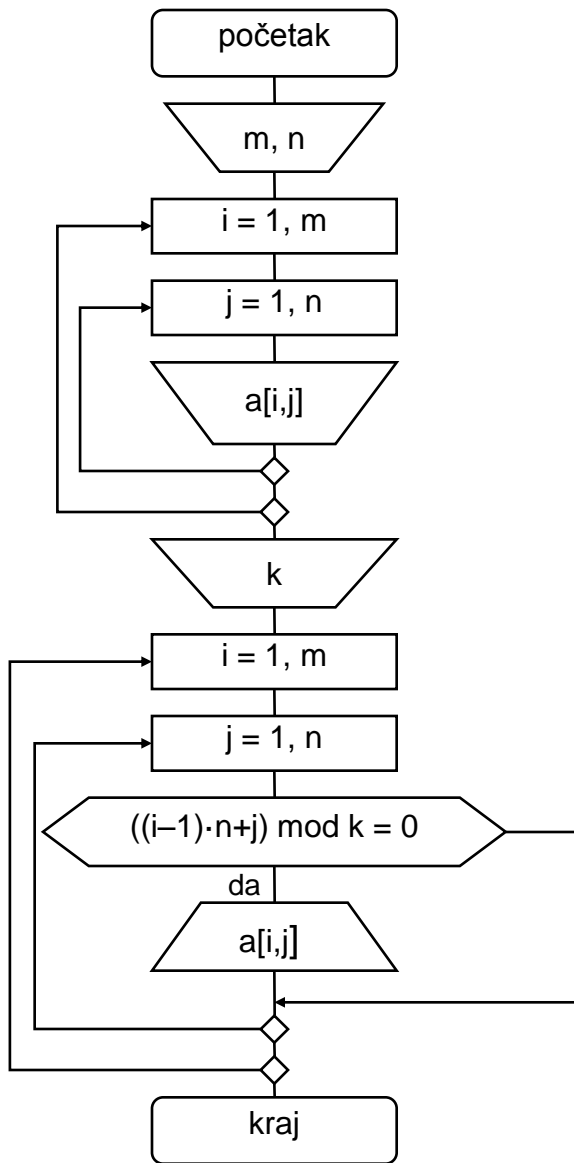 početak
m, n
i = 1, m
j = 1, n
a[i,j]
k
i = 1, m
j = 1, n
((i–1)·n+j) mod k = 0
da
a[i,j]
kraj